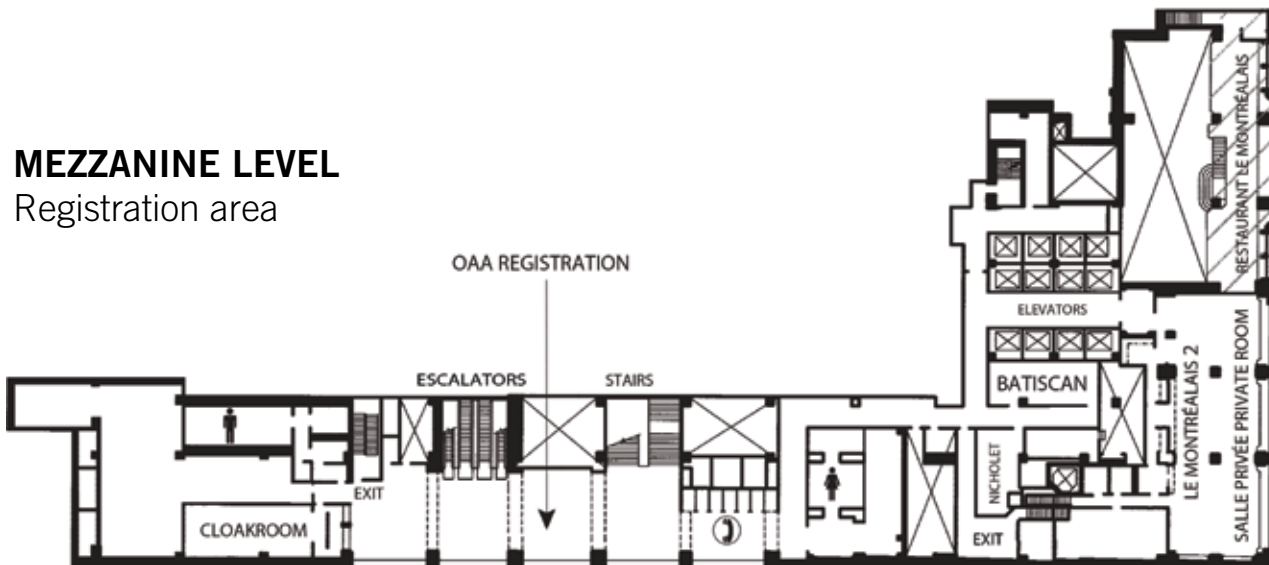 MEZZANINE LEVEL
Registration area
OAA REGISTRATION
ESCALATORS
STAIRS
EXIT
CLOAKROOM
ELEVATORS
BATISCAN
NICHOLET
EXIT
LE MONTRÉALAIS 2
SALLE PRIVÉE PRIVATE ROOM
RESTAURANT LE MONTRÉALAIS